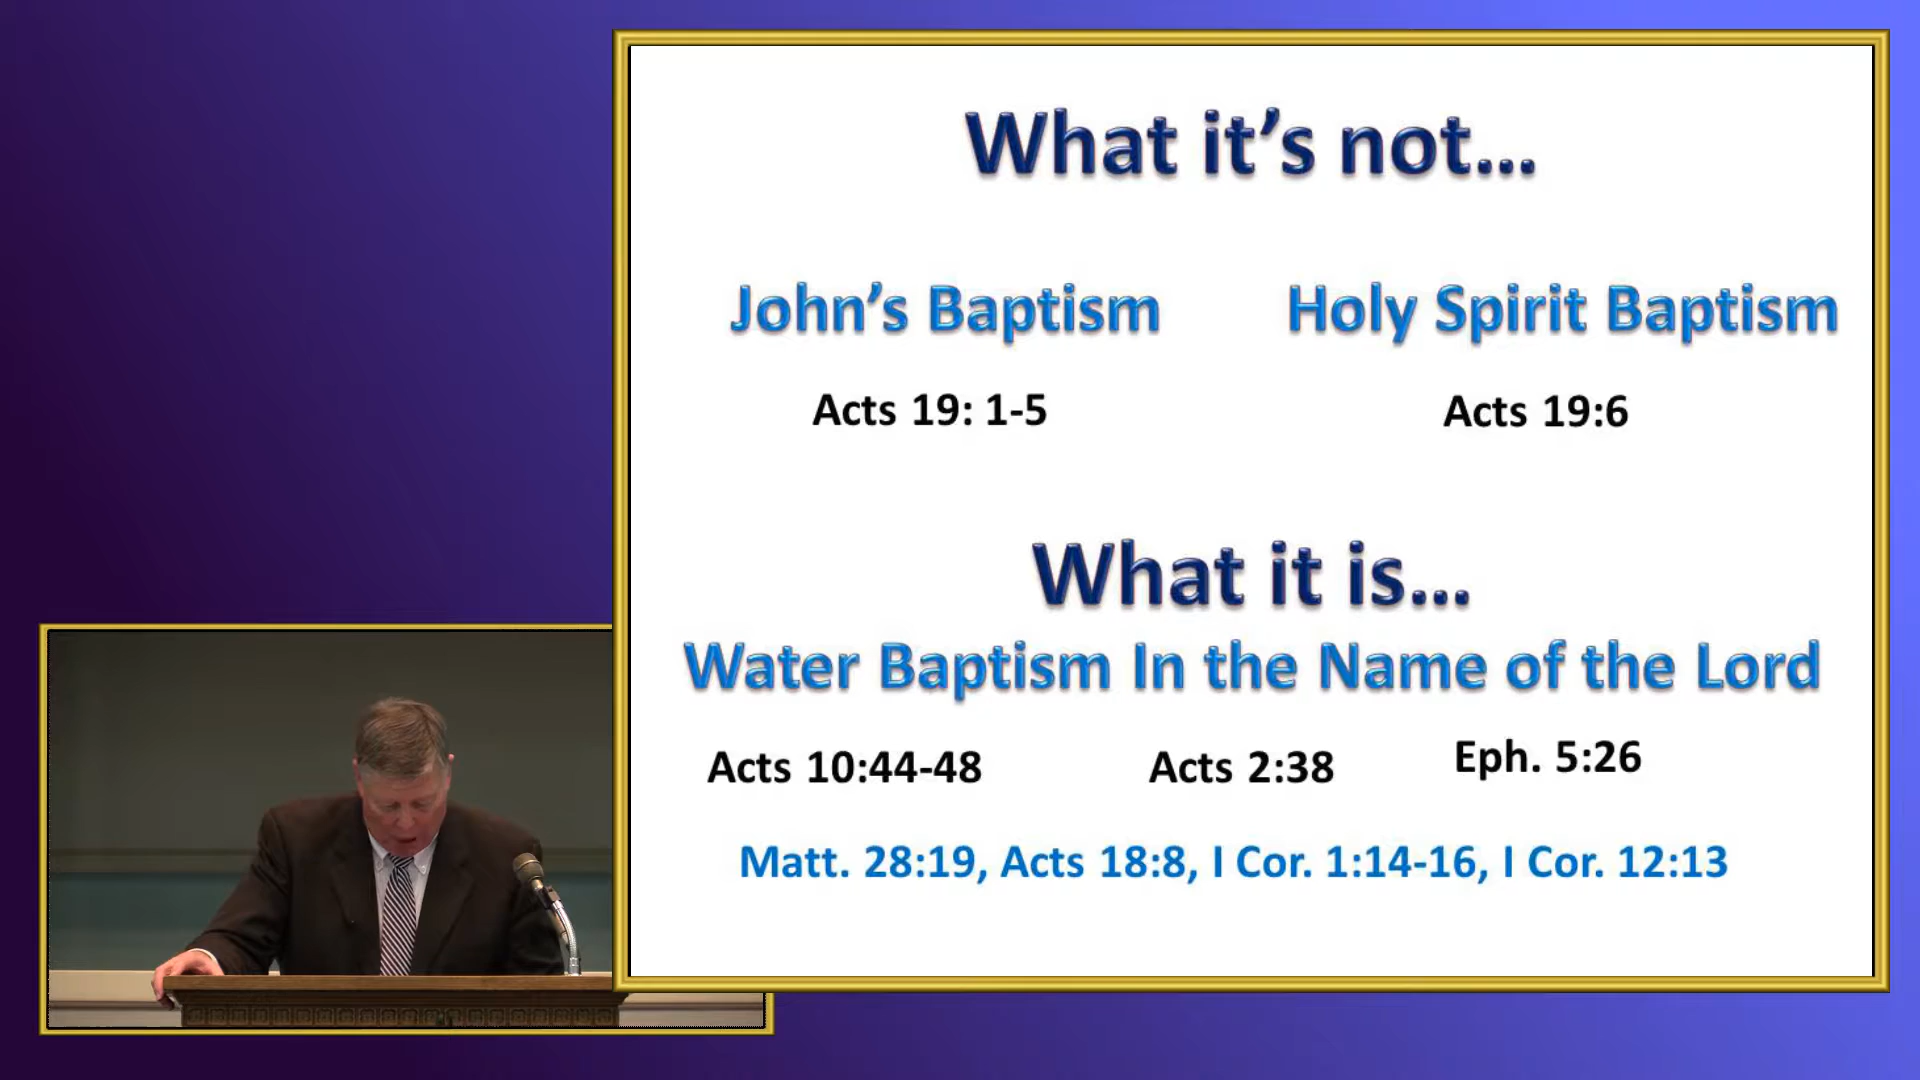 What it's not...
John's Baptism
Holy Spirit Baptism
Acts 19: 1-5
Acts 19:6
What it is...
Water Baptism In the Name of the Lord
Acts 10:44-48
Acts 2:38
Eph. 5:26
Matt. 28:19, Acts 18:8, I Cor. 1:14-16, I Cor. 12:13